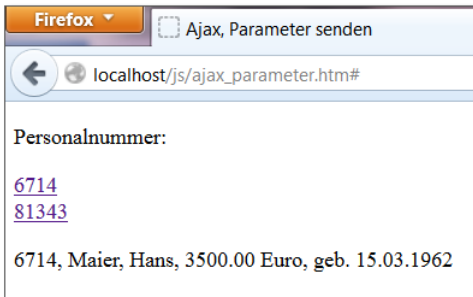 Firefox
Ajax, Parameter senden
localhost/js/ajax_parameter.htm#
Personalnummer:
6714
81343
6714, Maier, Hans, 3500.00 Euro, geb. 15.03.1962